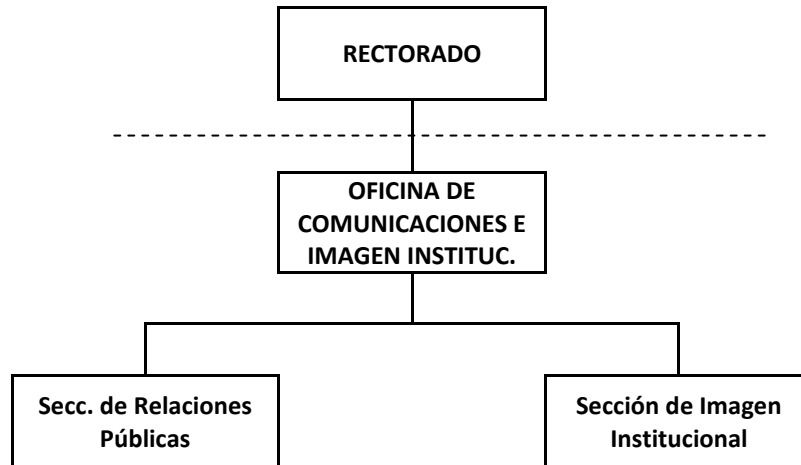 RECTORADO
OFICINA DE
COMUNICACIONES E
IMAGEN INSTITUC.
Secc. de Relaciones
Públicas
Sección de Imagen
Institucional